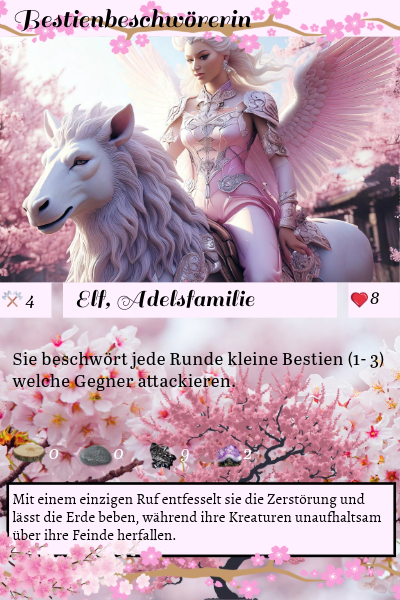 Bestienbeschwörerin
4
Elf, Adelsfamilie
8
Sie beschwört jede Runde kleine Bestien (1- 3)
welche Gegner attackieren.
0 0 9 2
Mit einem einzigen Ruf entfesselt sie die Zerstörung und
lässt die Erde beben, während ihre Kreaturen unaufhaltsam
über ihre Feinde herfallen.